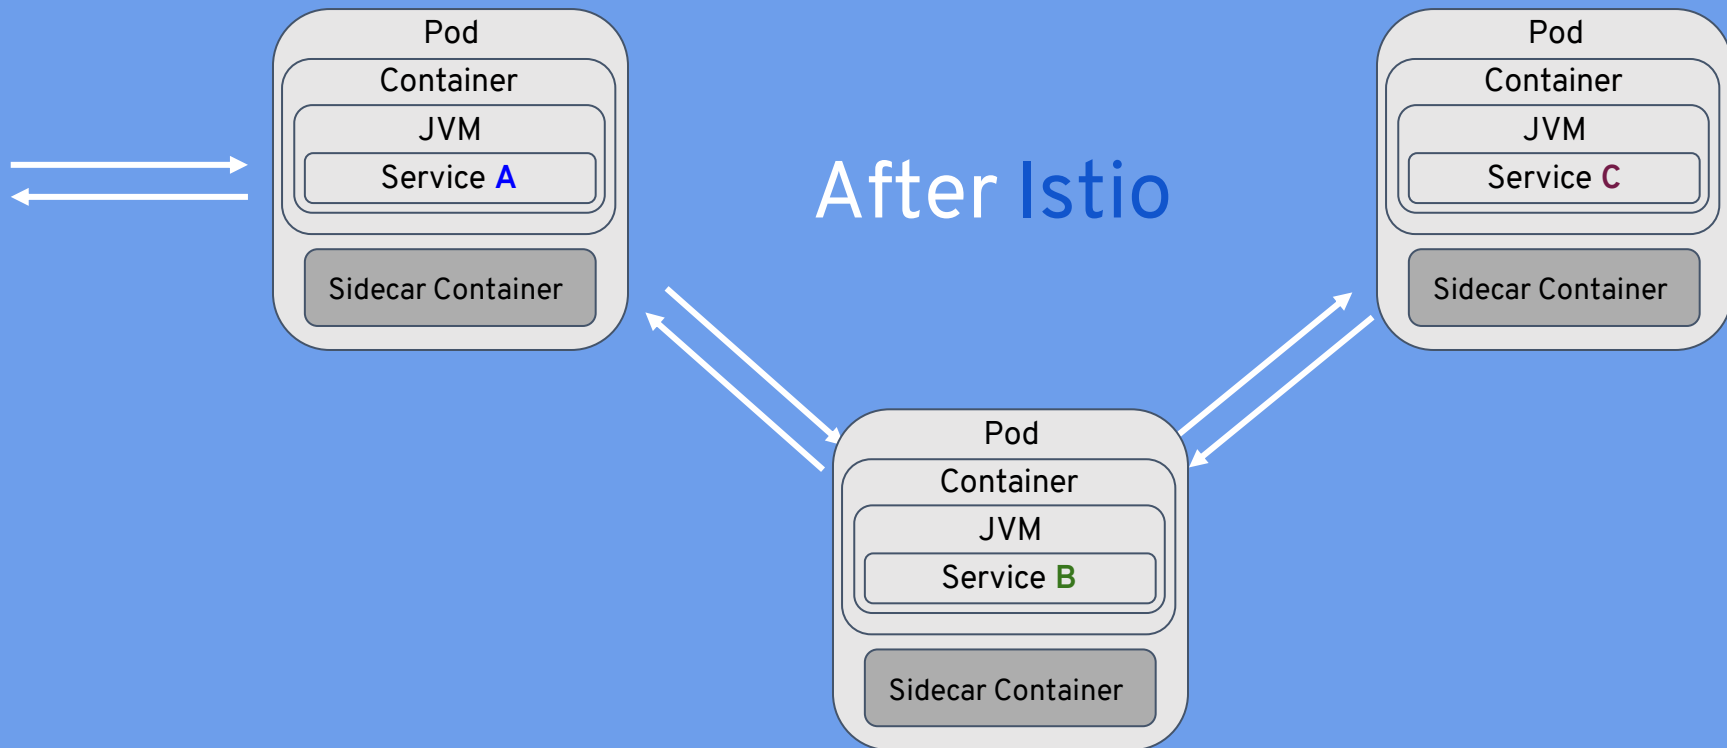 Pod
Container
JVM
Service A
Sidecar Container
After Istio
Pod
Container
JVM
Service C
Sidecar Container
Pod
Container
JVM
Service B
Sidecar Container